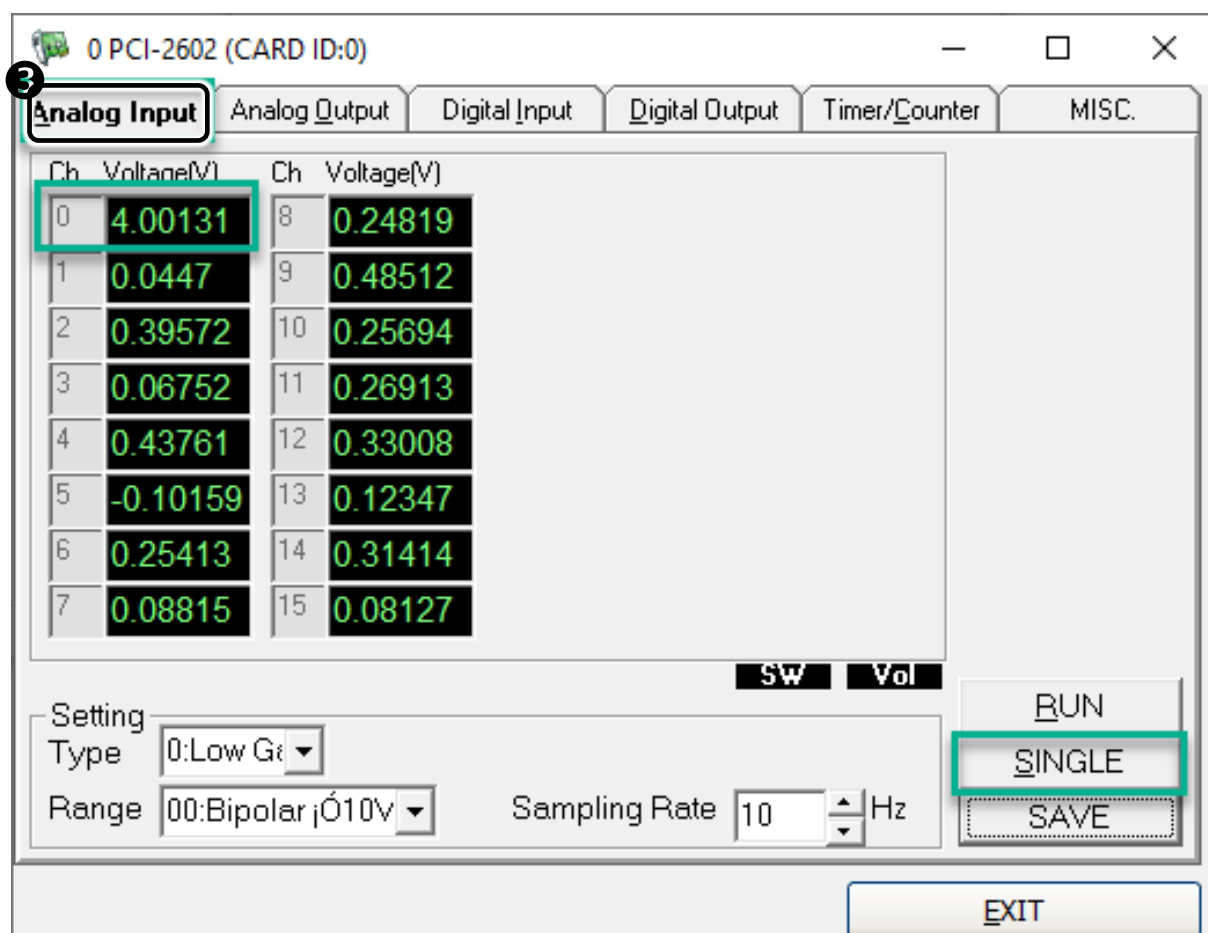 0 PCI-2602 (CARD ID:0)
❸
Analog Input Analog Output Digital Input Digital Output Timer/Counter MISC.
Ch Voltage(V) Ch Voltage(V)
0 4.00131 8 0.24819
1 0.0447 9 0.48512
2 0.39572 10 0.25694
3 0.06752 11 0.26913
4 0.43761 12 0.33008
5 -0.10159 13 0.12347
6 0.25413 14 0.31414
7 0.08815 15 0.08127
SW Vol
Setting
Type 0:Low Ga
Range 00:Bipolar ¡Ó10V Sampling Rate 10 Hz
RUN
SINGLE
SAVE
EXIT